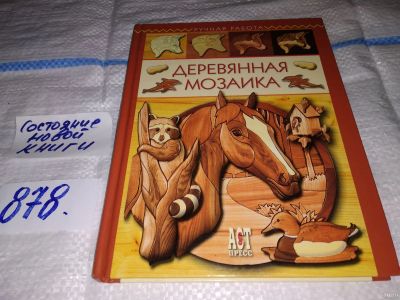 РУЧНАЯ РАБОТА
ДЕРЕВЯННАЯ
МОЗАИКА
АСТ
ПРЕСС
Состояние
новой
книги
878.